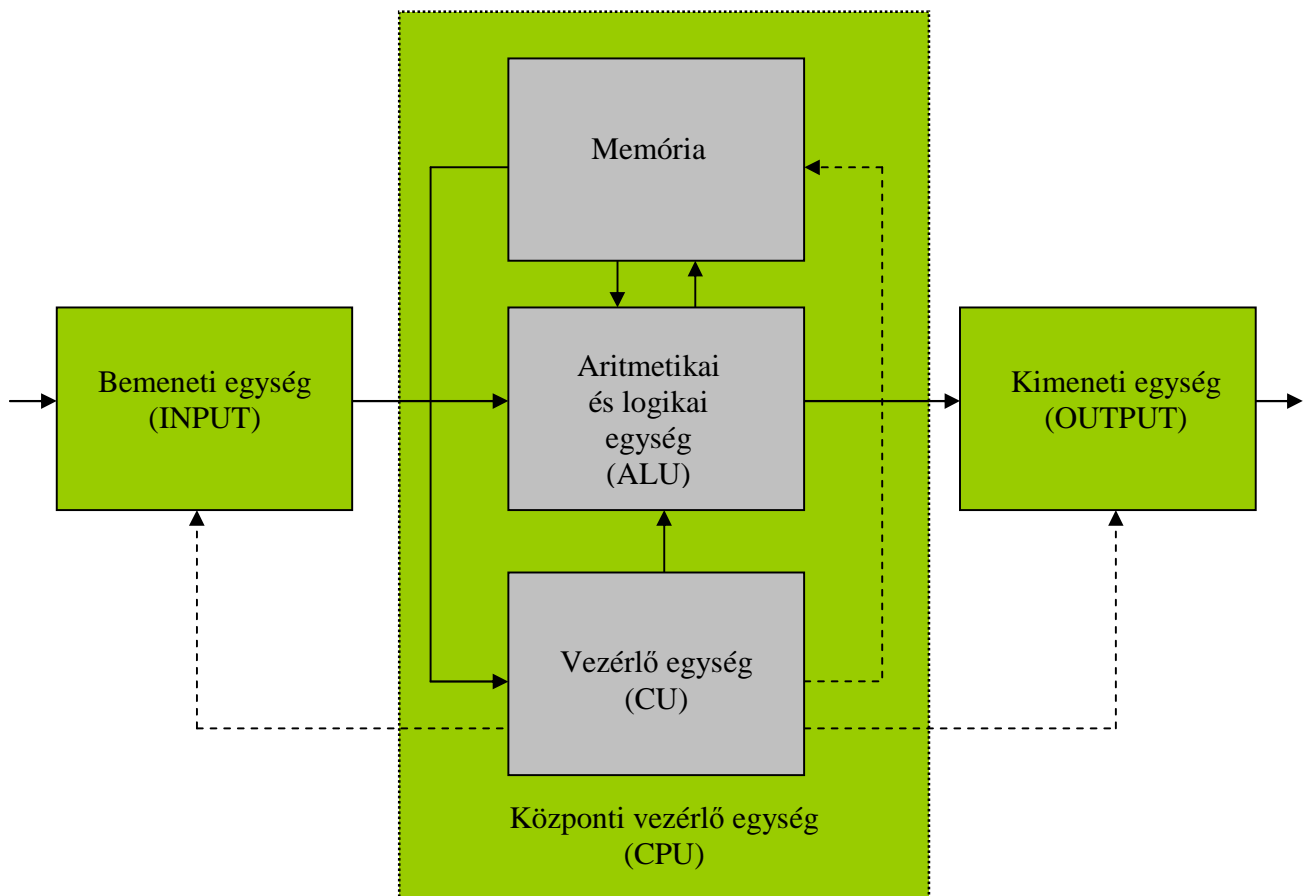 Memória
Bemeneti egység
(INPUT)
Aritmetikai
és logikai
egység
(ALU)
Kimeneti egység
(OUTPUT)
Vezérlő egység
(CU)
Központi vezérlő egység
(CPU)